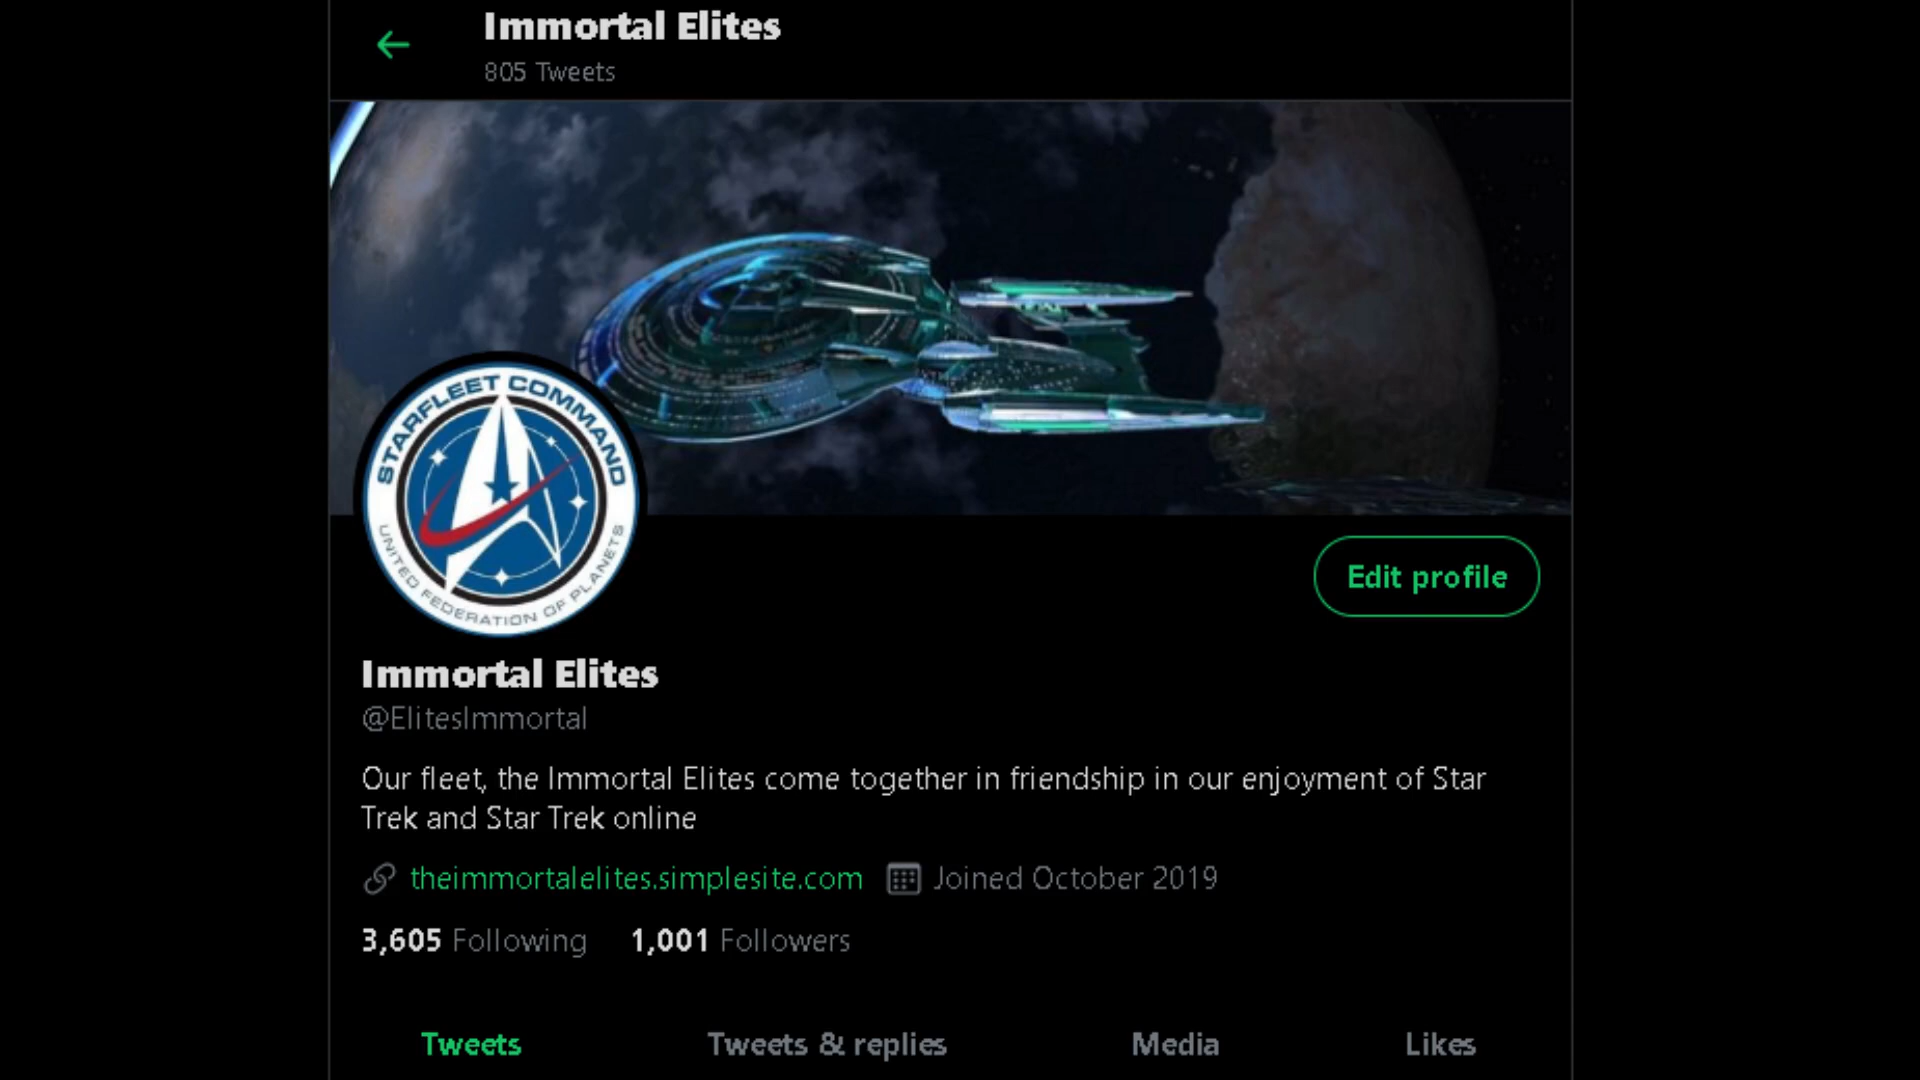 Immortal Elites
805 Tweets
STARFLEET COMMAND
UNITED FEDERATION OF PLANETS
Edit profile
Immortal Elites
@ElitesImmortal
Our fleet, the Immortal Elites come together in friendship in our enjoyment of Star
Trek and Star Trek online
theimmortalelites.simplesite.com Joined October 2019
3,605 Following 1,001 Followers
Tweets Tweets & replies Media Likes